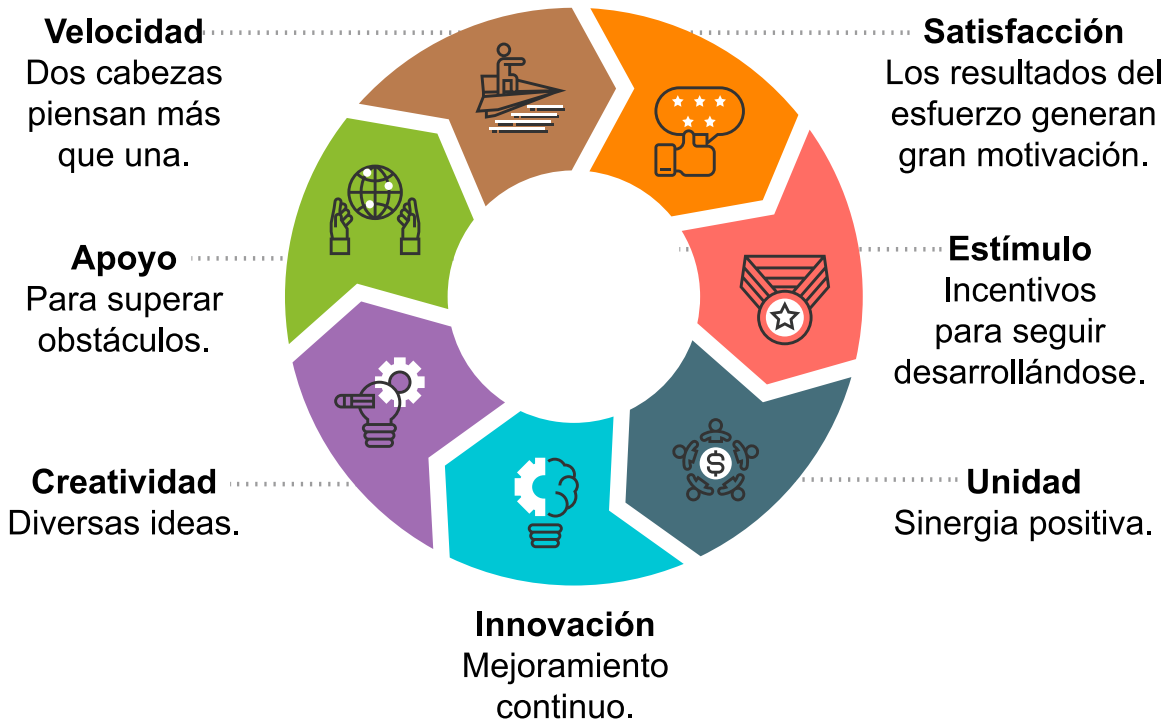 Velocidad
Dos cabezas
piensan más
que una.
Satisfacción
Los resultados del
esfuerzo generan
gran motivación.
Apoyo
Para superar
obstáculos.
Estímulo
Incentivos
para seguir
desarrollándose.
Creatividad
Diversas ideas.
Unidad
Sinergia positiva.
$
Innovación
Mejoramiento
continuo.